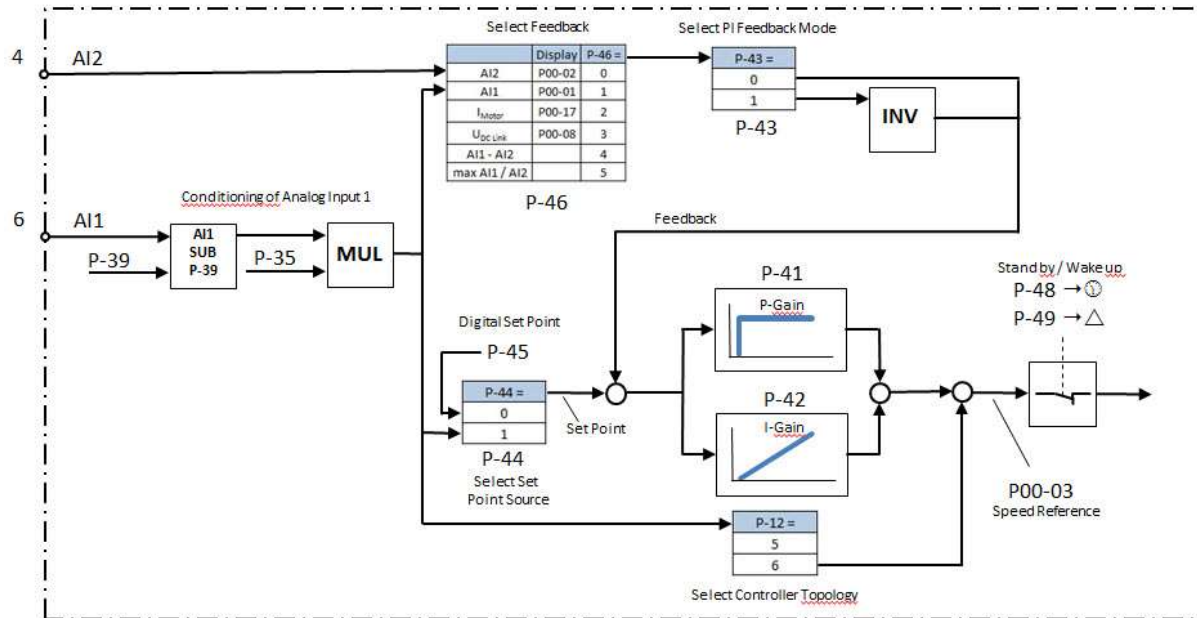 Select Feedback
Select PI Feedback Mode
4
AI2
Display P-46 =
AI2 P00-02 0
AI1 P00-01 1
IMotor P00-17 2
UDC Link P00-08 3
AI1 - AI2 4
max AI1 / AI2 5
P-46
P-43 =
0
1
P-43
INV
Conditioning of Analog Input 1
6
AI1
P-39
AI1
SUB
P-39
P-35
MUL
Feedback
Digital Set Point
P-45
P-44 =
0
1
P-44
Select Set
Point Source
Set Point
P-41
P-Gain
P-42
I-Gain
Standby / Wake up
P-48 →
P-49 → △
P00-03
Speed Reference
P-12 =
5
6
Select Controller Topology